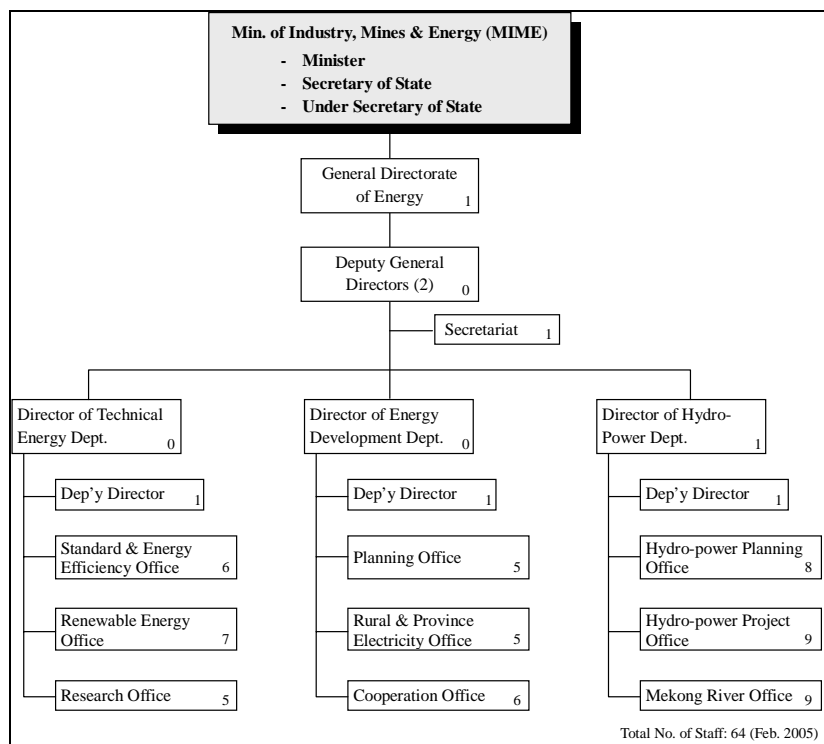 Min. of Industry, Mines & Energy (MIME)
- Minister
- Secretary of State
- Under Secretary of State
General Directorate
of Energy
1
Deputy General
Directors (2)
0
Secretariat
1
Director of Technical
Energy Dept.
0
Dep'y Director
1
Standard & Energy
Efficiency Office
6
Renewable Energy
Office
7
Research Office
5
Director of Energy
Development Dept.
0
Dep'y Director
1
Planning Office
5
Rural & Province
Electricity Office
5
Cooperation Office
6
Director of Hydro-
Power Dept.
1
Dep'y Director
1
Hydro-power Planning
Office
8
Hydro-power Project
Office
9
Mekong River Office
9
Total No. of Staff: 64 (Feb. 2005)